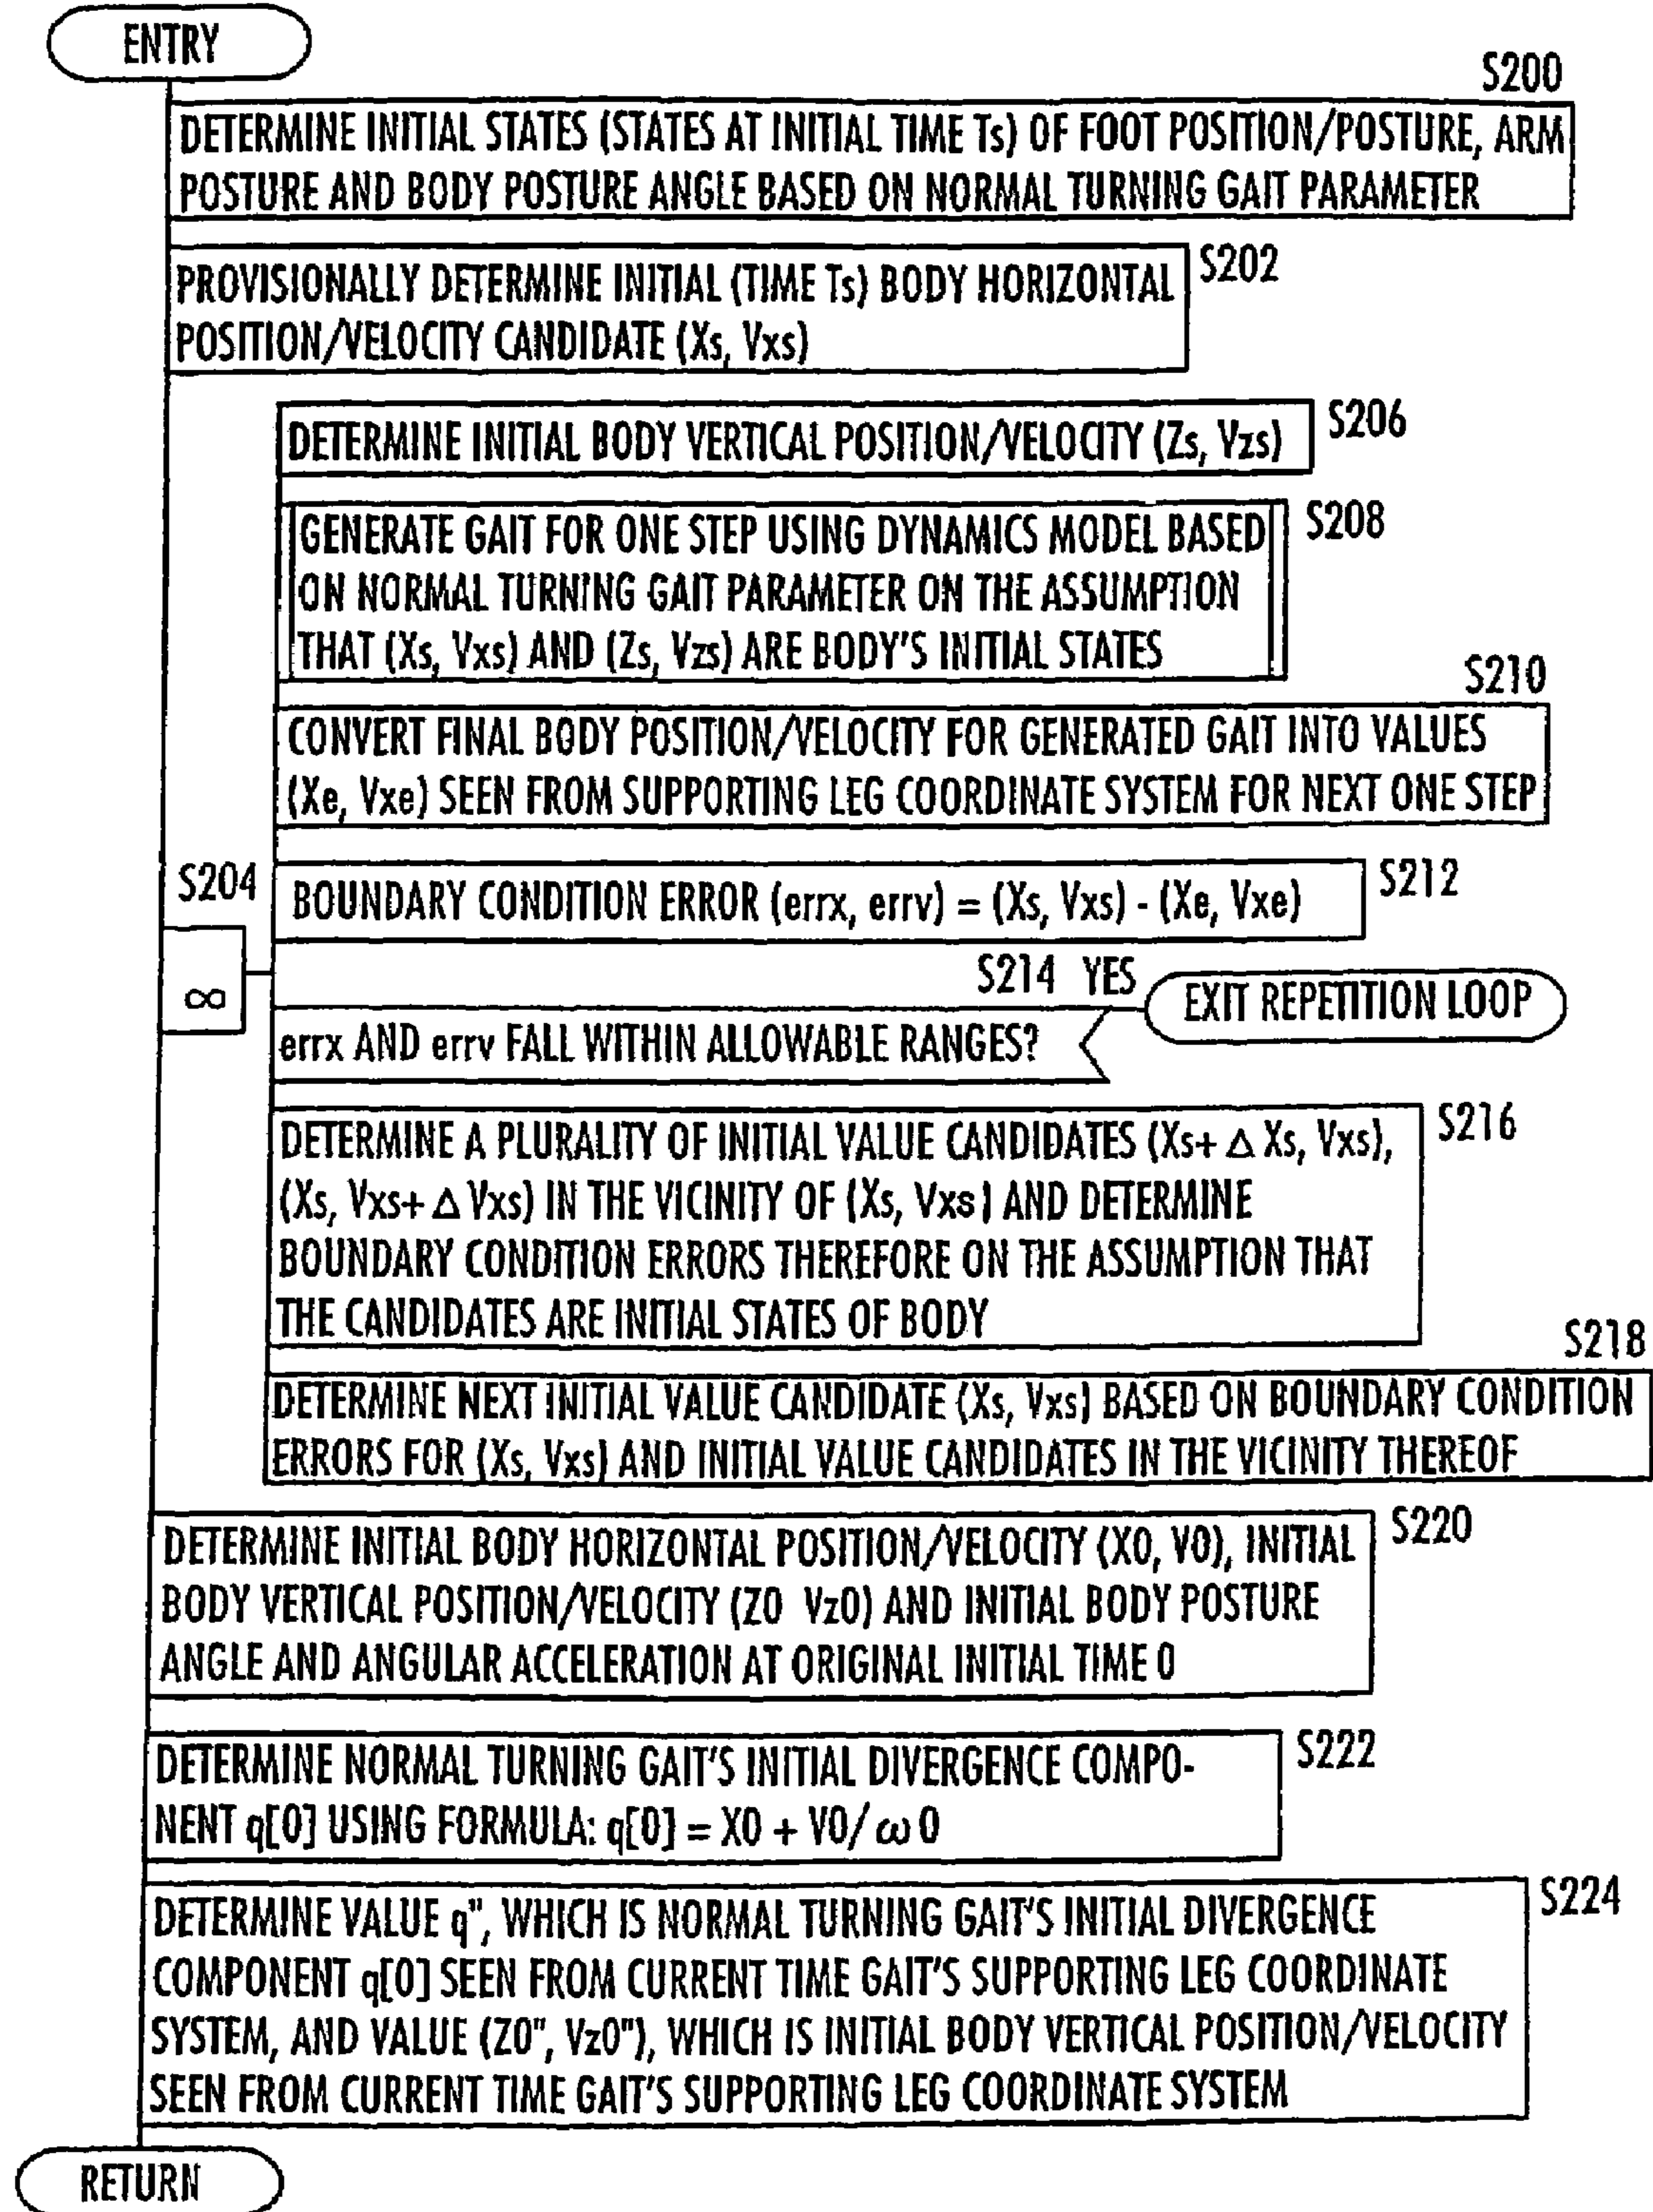 ENTRY
S200
DETERMINE INITIAL STATES (STATES AT INITIAL TIME Ts) OF FOOT POSITION/POSTURE, ARM
POSTURE AND BODY POSTURE ANGLE BASED ON NORMAL TURNING GAIT PARAMETER
S202
PROVISIONALLY DETERMINE INITIAL (TIME Ts) BODY HORIZONTAL
POSITION/VELOCITY CANDIDATE (Xs, Vxs)
S206
DETERMINE INITIAL BODY VERTICAL POSITION/VELOCITY (Zs, Vzs)
S208
GENERATE GAIT FOR ONE STEP USING DYNAMICS MODEL BASED
ON NORMAL TURNING GAIT PARAMETER ON THE ASSUMPTION
THAT (Xs, Vxs) AND (Zs, Vzs) ARE BODY'S INITIAL STATES
S210
CONVERT FINAL BODY POSITION/VELOCITY FOR GENERATED GAIT INTO VALUES
(Xe, Vxe) SEEN FROM SUPPORTING LEG COORDINATE SYSTEM FOR NEXT ONE STEP
S204
∞
S212
BOUNDARY CONDITION ERROR (errx, errv) = (Xs, Vxs) - (Xe, Vxe)
S214 YES
EXIT REPETITION LOOP
errx AND errv FALL WITHIN ALLOWABLE RANGES?
S216
DETERMINE A PLURALITY OF INITIAL VALUE CANDIDATES (Xs+ Δ Xs, Vxs),
(Xs, Vxs+ Δ Vxs) IN THE VICINITY OF (Xs, Vxs) AND DETERMINE
BOUNDARY CONDITION ERRORS THEREFORE ON THE ASSUMPTION THAT
THE CANDIDATES ARE INITIAL STATES OF BODY
S218
DETERMINE NEXT INITIAL VALUE CANDIDATE (Xs, Vxs) BASED ON BOUNDARY CONDITION
ERRORS FOR (Xs, Vxs) AND INITIAL VALUE CANDIDATES IN THE VICINITY THEREOF
S220
DETERMINE INITIAL BODY HORIZONTAL POSITION/VELOCITY (X0, V0), INITIAL
BODY VERTICAL POSITION/VELOCITY (Z0 Vz0) AND INITIAL BODY POSTURE
ANGLE AND ANGULAR ACCELERATION AT ORIGINAL INITIAL TIME 0
S222
DETERMINE NORMAL TURNING GAIT'S INITIAL DIVERGENCE COMPO-
NENT q[0] USING FORMULA: q[0] = X0 + V0/ ω 0
S224
DETERMINE VALUE q", WHICH IS NORMAL TURNING GAIT'S INITIAL DIVERGENCE
COMPONENT q[0] SEEN FROM CURRENT TIME GAIT'S SUPPORTING LEG COORDINATE
SYSTEM, AND VALUE (Z0", Vz0"), WHICH IS INITIAL BODY VERTICAL POSITION/VELOCITY
SEEN FROM CURRENT TIME GAIT'S SUPPORTING LEG COORDINATE SYSTEM
RETURN